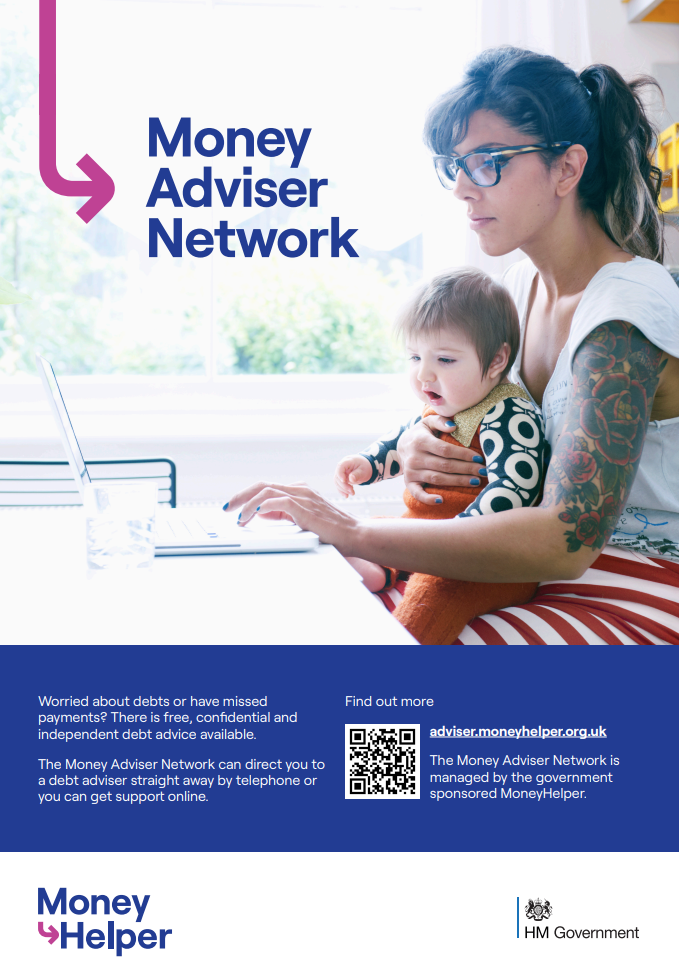 Money
Adviser
Network
Worried about debts or have missed
payments? There is free, confidential and
independent debt advice available.
The Money Adviser Network can direct you to
a debt adviser straight away by telephone or
you can get support online.
Find out more
adviser.moneyhelper.org.uk
The Money Adviser Network is
managed by the government
sponsored MoneyHelper.
Money
Helper
HM Government